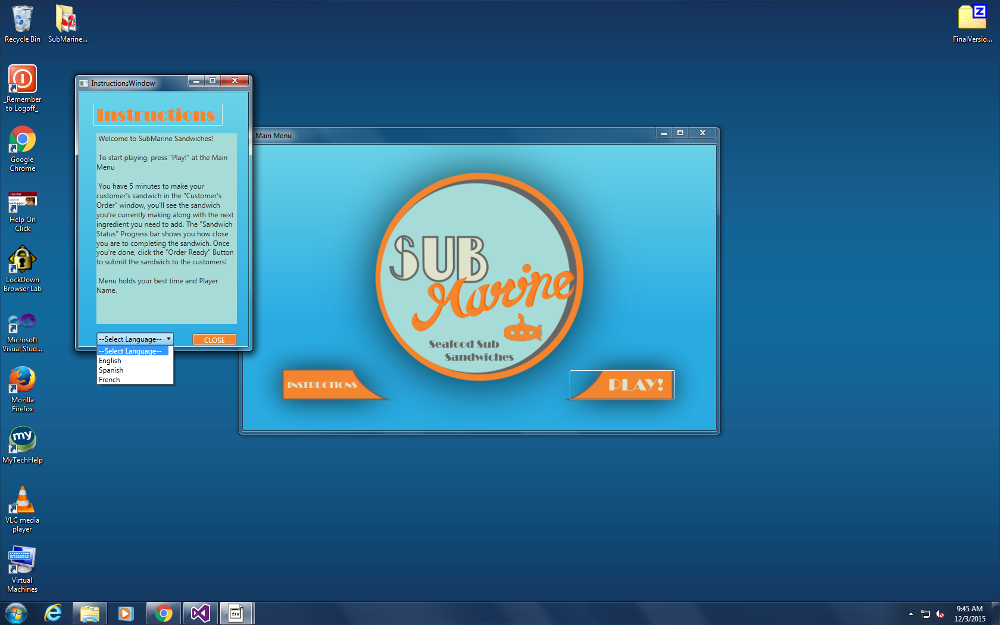 Recycle Bin
SubMarine...
FinalVersio...
_Remember
to Logoff_
Google
Chrome
Help On
Click
LockDown
Browser Lab
Microsoft
Visual Stud...
Mozilla
Firefox
my
MyTechHelp
VLC media
player
Virtual
Machines
InstructionsWindow
Instructions
Welcome to SubMarine Sandwiches!
To start playing, press "Play!" at the Main
Menu
You have 5 minutes to make your
customer's sandwich in the "Customer's
Order" window, you'll see the sandwich
you're currently making along with the next
ingredient you need to add. The "Sandwich
Status" Progress bar shows you how close
you are to completing the sandwich. Once
you're done, click the "Order Ready" Button
to submit the sandwich to the customers!
Menu holds your best time and Player
Name.
--Select Language--
CLOSE
--Select Language--
English
Spanish
French
Main Menu
SUB
Marine
Seafood Sub
Sandwiches
INSTRUCTIONS
PLAY!
9:45 AM
12/3/2015